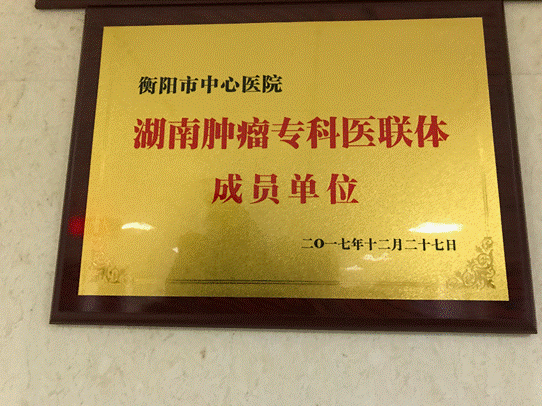 衡阳市中心医院
湖南肿瘤专科医联体
成员单位
二〇一七年十二月二十七日